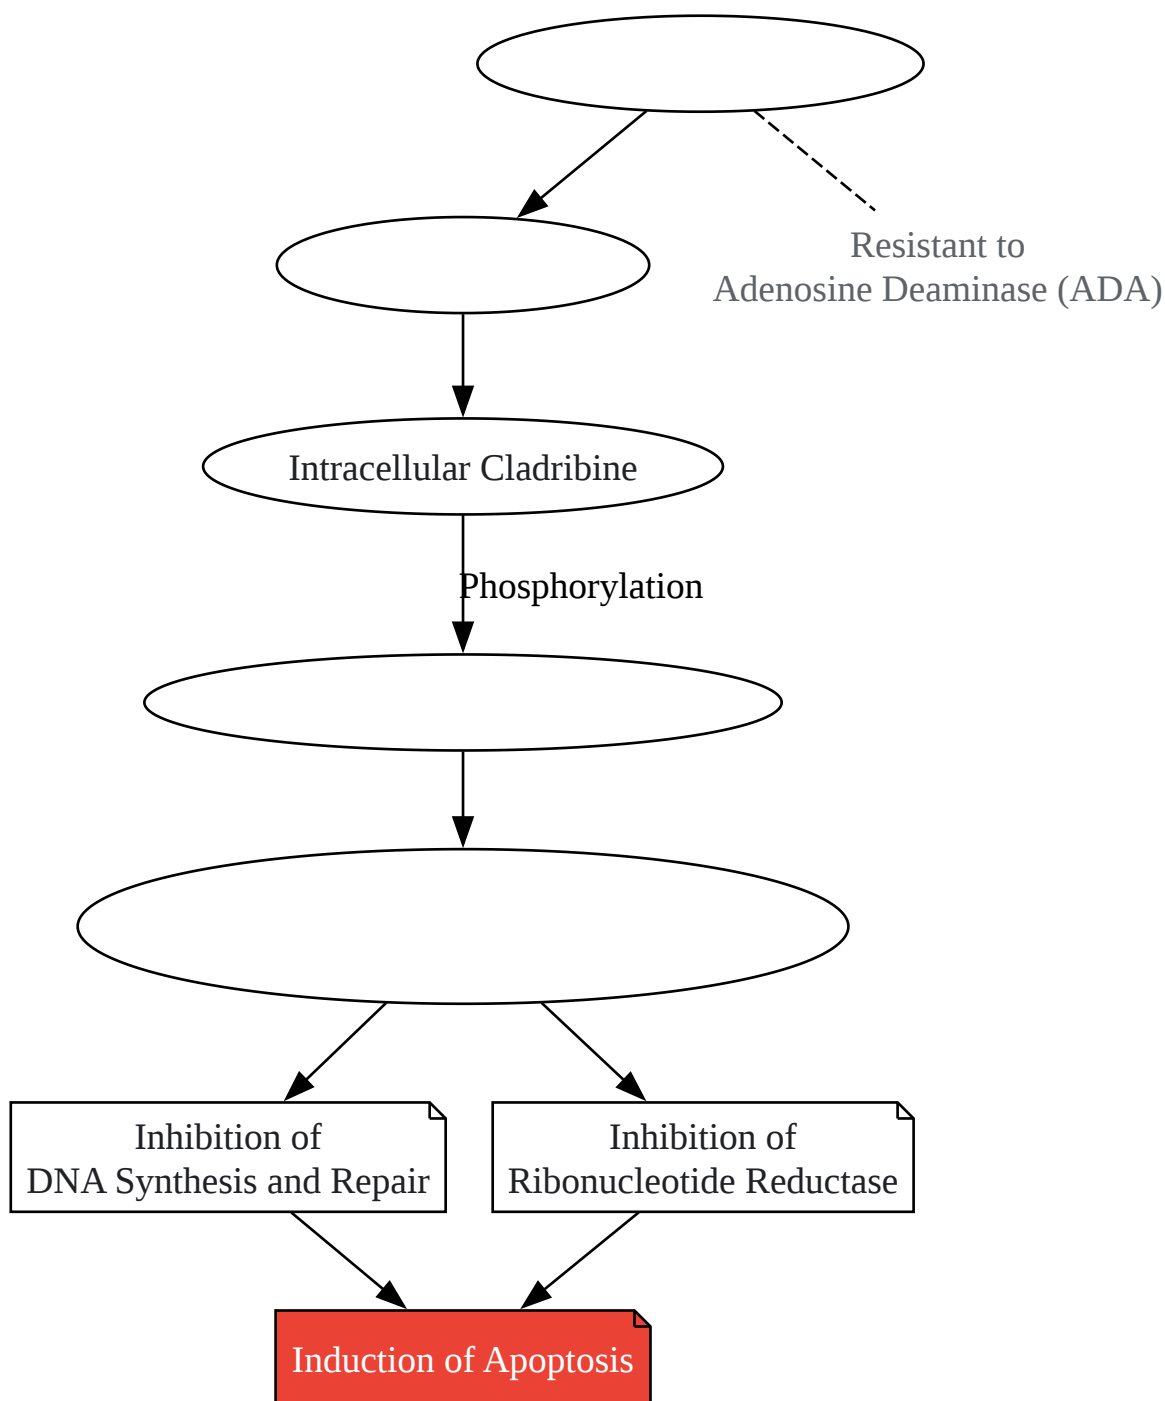 Resistant to
Adenosine Deaminase (ADA)
Intracellular Cladribine
Phosphorylation
Inhibition of
DNA Synthesis and Repair
Inhibition of
Ribonucleotide Reductase
Induction of Apoptosis